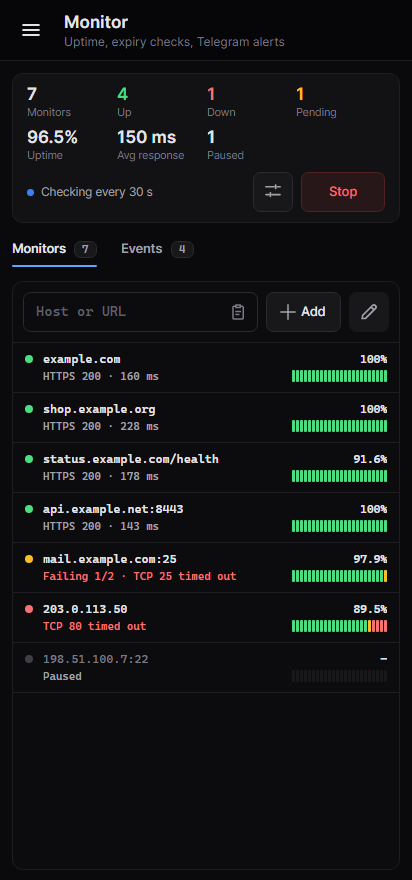 Monitor
Uptime, expiry checks, Telegram alerts
7 4 1 1
Monitors Up Down Pending
96.5% 150 ms 1
Uptime Avg response Paused
Checking every 30 s Stop
Monitors 7 Events 4
Host or URL Add
example.com 100%
HTTPS 200 · 160 ms
shop.example.org 100%
HTTPS 200 · 228 ms
status.example.com/health 91.6%
HTTPS 200 · 178 ms
api.example.net:8443 100%
HTTPS 200 · 143 ms
mail.example.com:25 97.9%
Failing 1/2 · TCP 25 timed out
203.0.113.50 89.5%
TCP 80 timed out
198.51.100.7:22 —
Paused